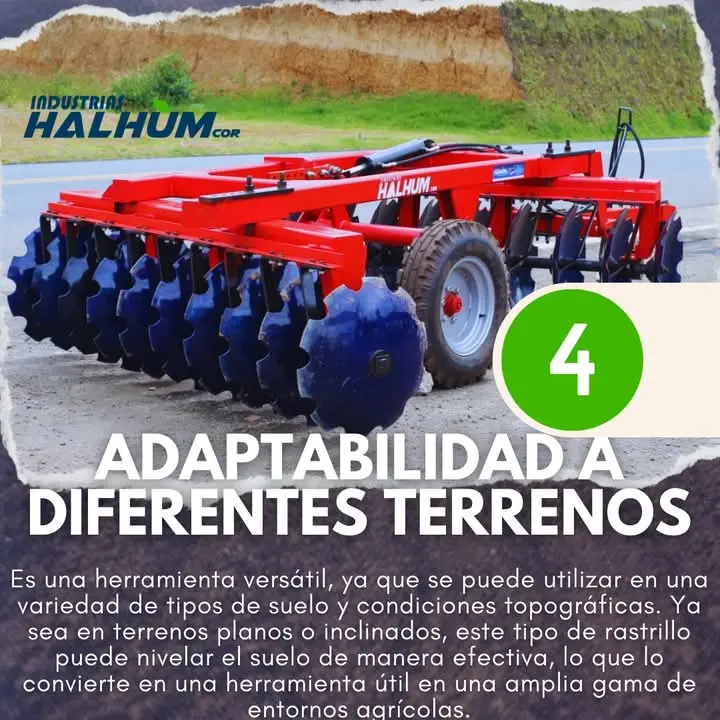 INDUSTRIAS
HALHUM COR
HALHUM
4
ADAPTABILIDAD A
DIFERENTES TERRENOS
Es una herramienta versátil, ya que se puede utilizar en una
variedad de tipos de suelo y condiciones topográficas. Ya
sea en terrenos planos o inclinados, este tipo de rastrillo
puede nivelar el suelo de manera efectiva, lo que lo
convierte en una herramienta útil en una amplia gama de
entornos agrícolas.